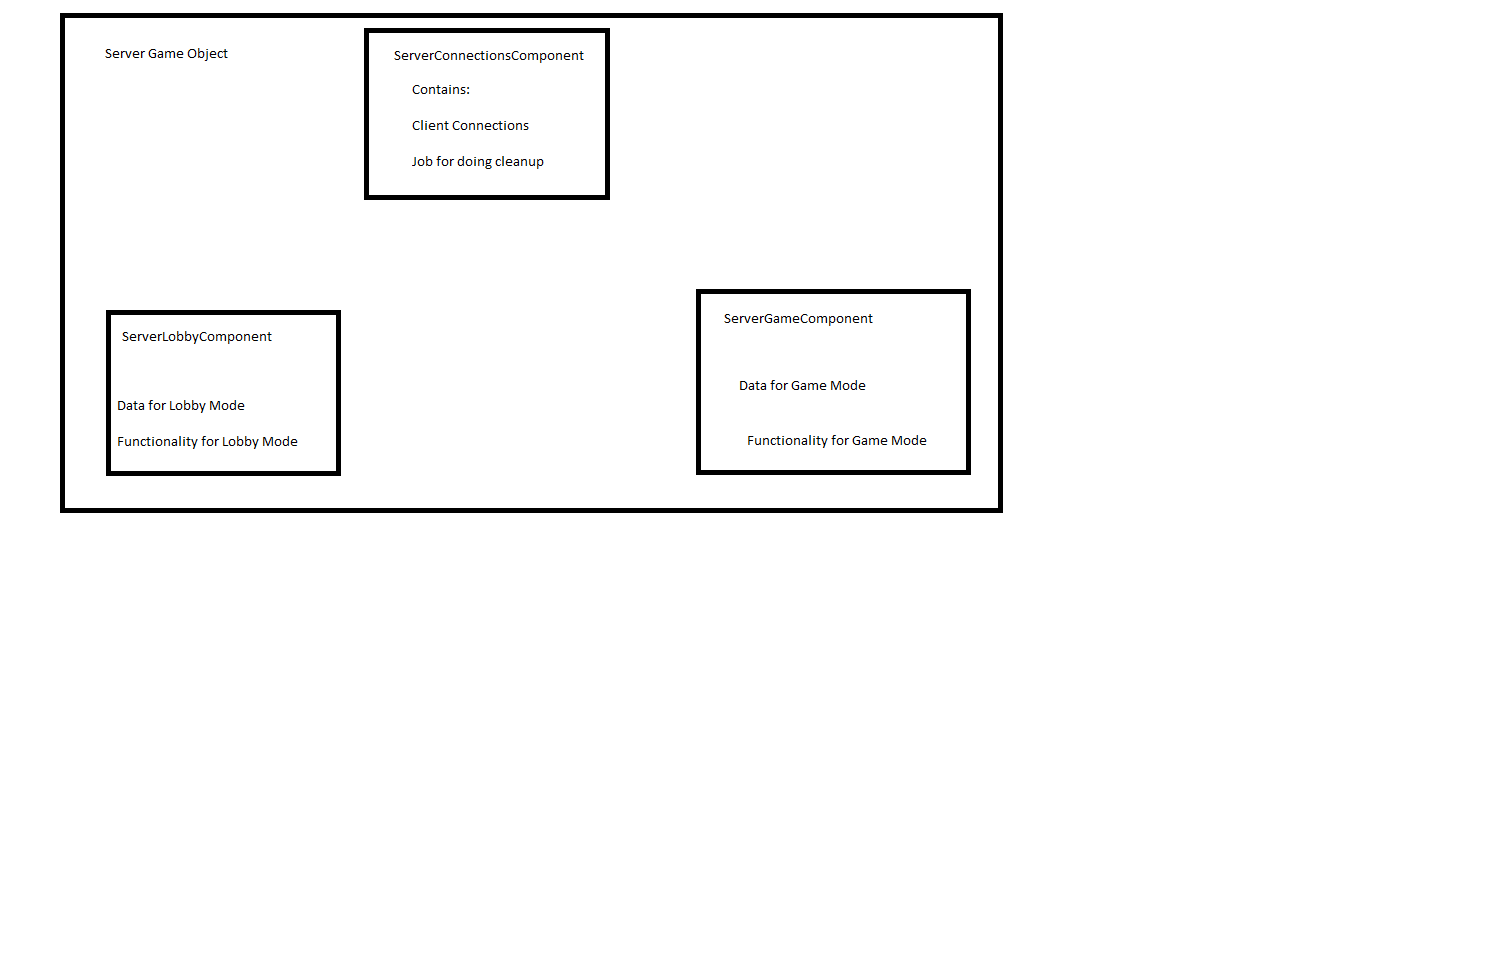 Server Game Object
ServerConnectionsComponent
Contains:
Client Connections
Job for doing cleanup
ServerLobbyComponent
Data for Lobby Mode
Functionality for Lobby Mode
ServerGameComponent
Data for Game Mode
Functionality for Game Mode